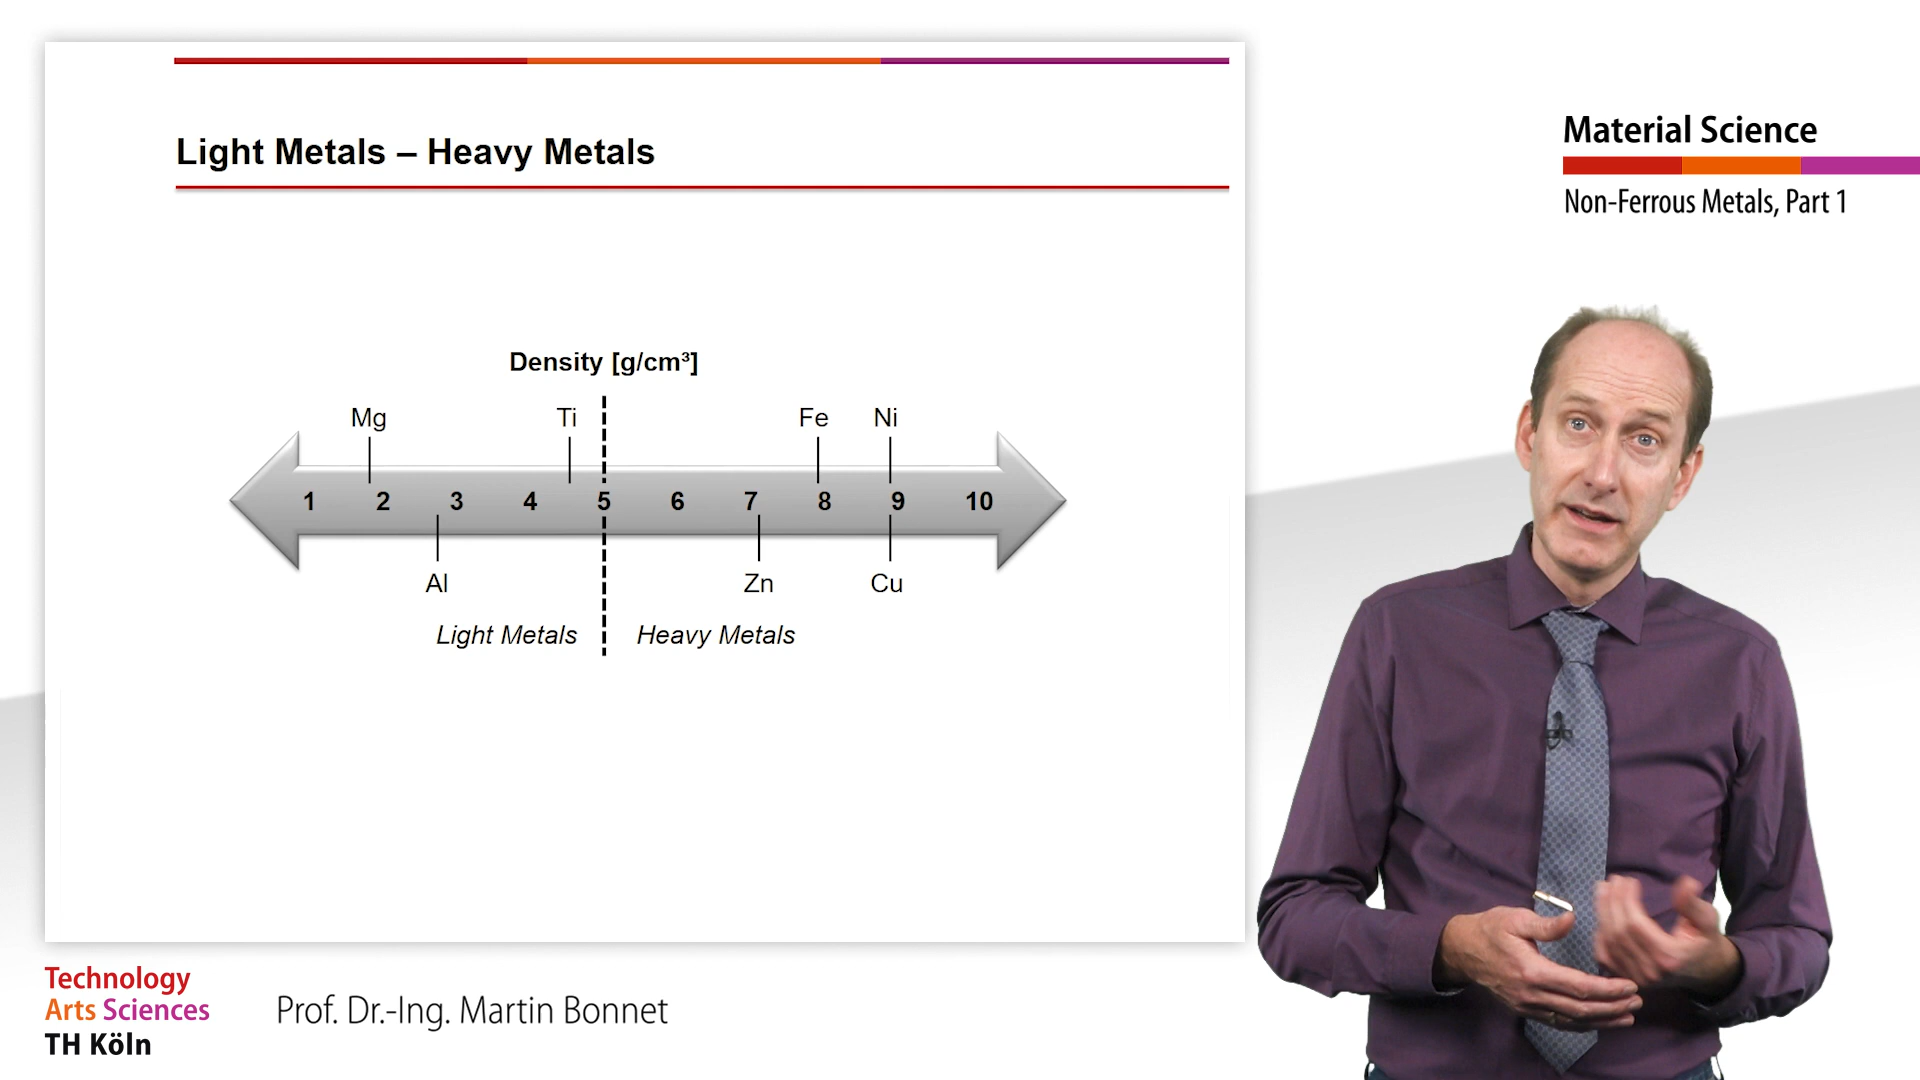 Light Metals – Heavy Metals
Density [g/cm³]
Mg Ti Fe Ni
1 2 3 4 5 6 7 8 9 10
Al Zn Cu
Light Metals Heavy Metals
Material Science
Non-Ferrous Metals, Part 1
Technology
Arts Sciences
TH Köln
Prof. Dr.-Ing. Martin Bonnet